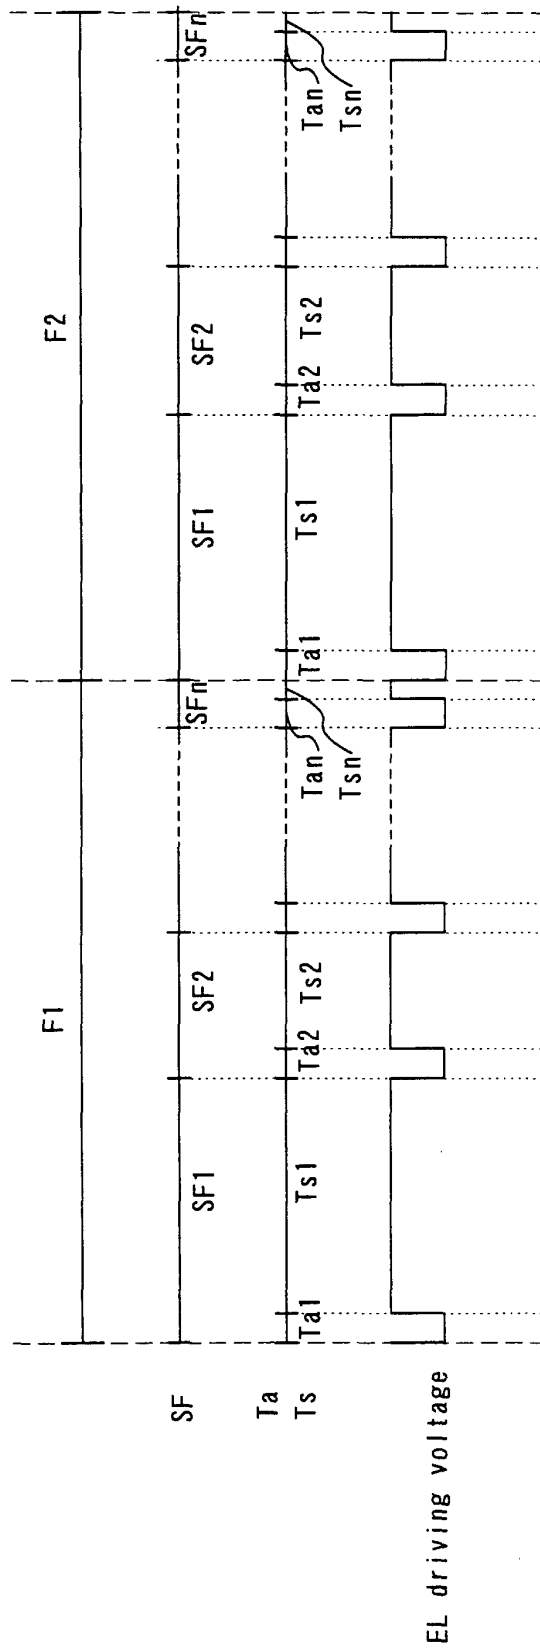 F1 F2
SF SF1 SF2 SFn SF1 SF2 SFn
Ta Ta1 Ts1 Ta2 Ts2 Tan Ta1 Ts1 Ta2 Ts2 Tan
Ts Tsn Tsn
EL driving voltage